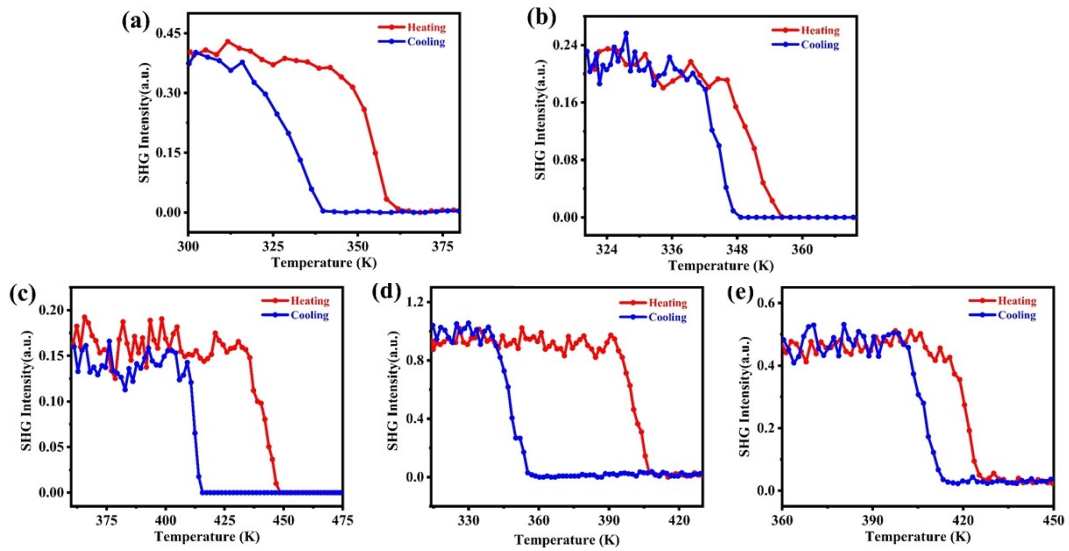 (a)
Heating
Cooling
SHG Intensity(a.u.)
0.45
0.30
0.15
0.00
300
325
350
375
Temperature (K)
(b)
Heating
Cooling
SHG Intensity(a.u.)
0.24
0.16
0.08
0.00
324
336
348
360
Temperature (K)
(c)
Heating
Cooling
SHG Intensity(a.u.)
0.20
0.15
0.10
0.05
0.00
375
400
425
450
475
Temperature (K)
(d)
Heating
Cooling
SHG Intensity(a.u.)
1.2
0.8
0.4
0.0
330
360
390
420
Temperature (K)
(e)
Heating
Cooling
SHG Intensity(a.u.)
0.6
0.4
0.2
0.0
360
390
420
450
Temperature (K)